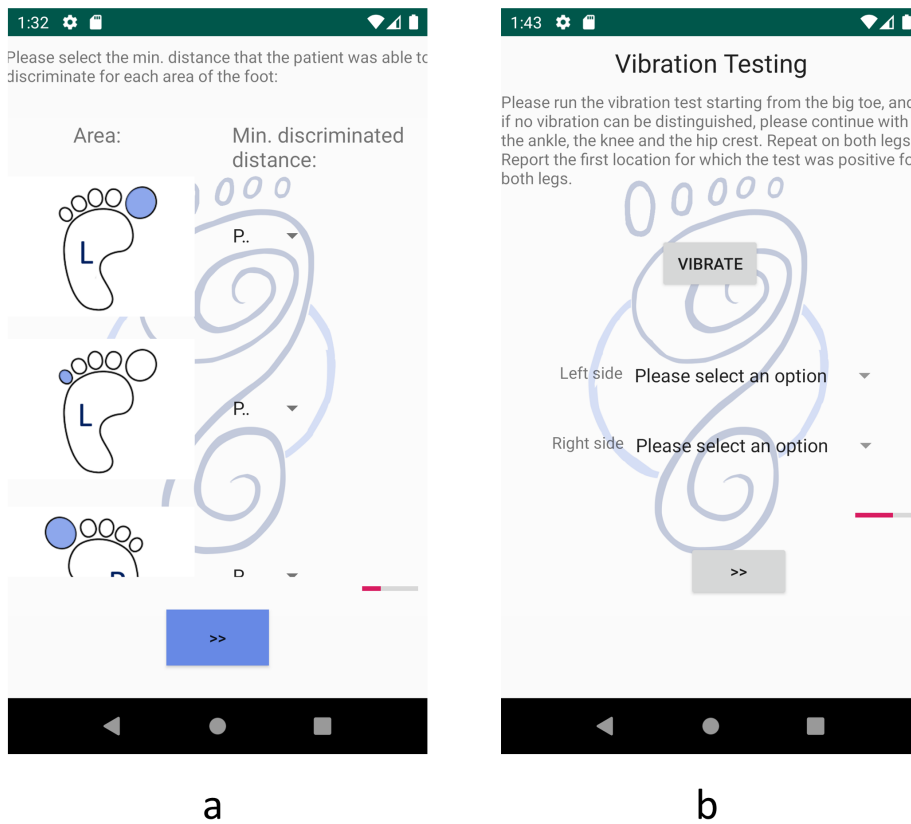 1:32
Please select the min. distance that the patient was able to
discriminate for each area of the foot:
Area:
Min. discriminated
distance:
L
P..
L
P..
>>
a
1:43
Vibration Testing
Please run the vibration test starting from the big toe, and
if no vibration can be distinguished, please continue with
the ankle, the knee and the hip crest. Repeat on both legs
Report the first location for which the test was positive fo
both legs.
VIBRATE
Left side Please select an option
Right side Please select an option
>>
b